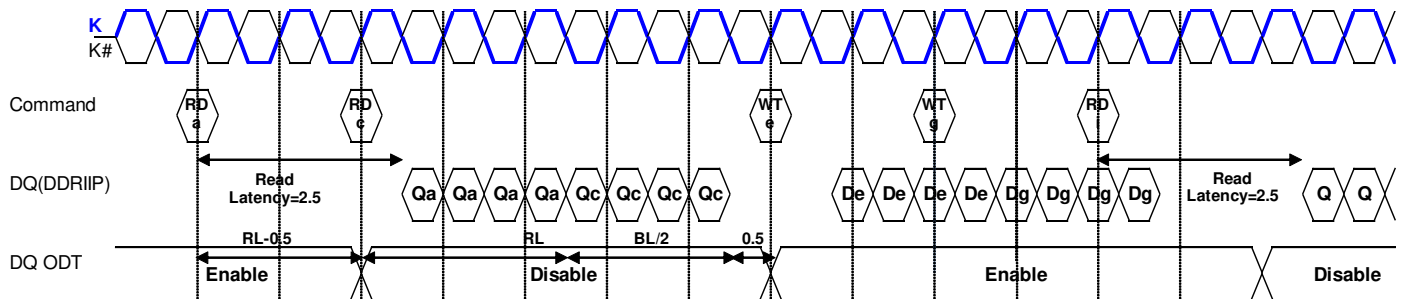 K
K#
Command
RD a
RD c
WT e
WT g
RD i
DQ(DDRIIP)
Read Latency=2.5
Qa Qa Qa Qa Qc Qc Qc Qc
De De De De Dg Dg Dg Dg
Read Latency=2.5
Q Q
DQ ODT
RL-0.5
RL
BL/2
0.5
Enable
Disable
Enable
Disable